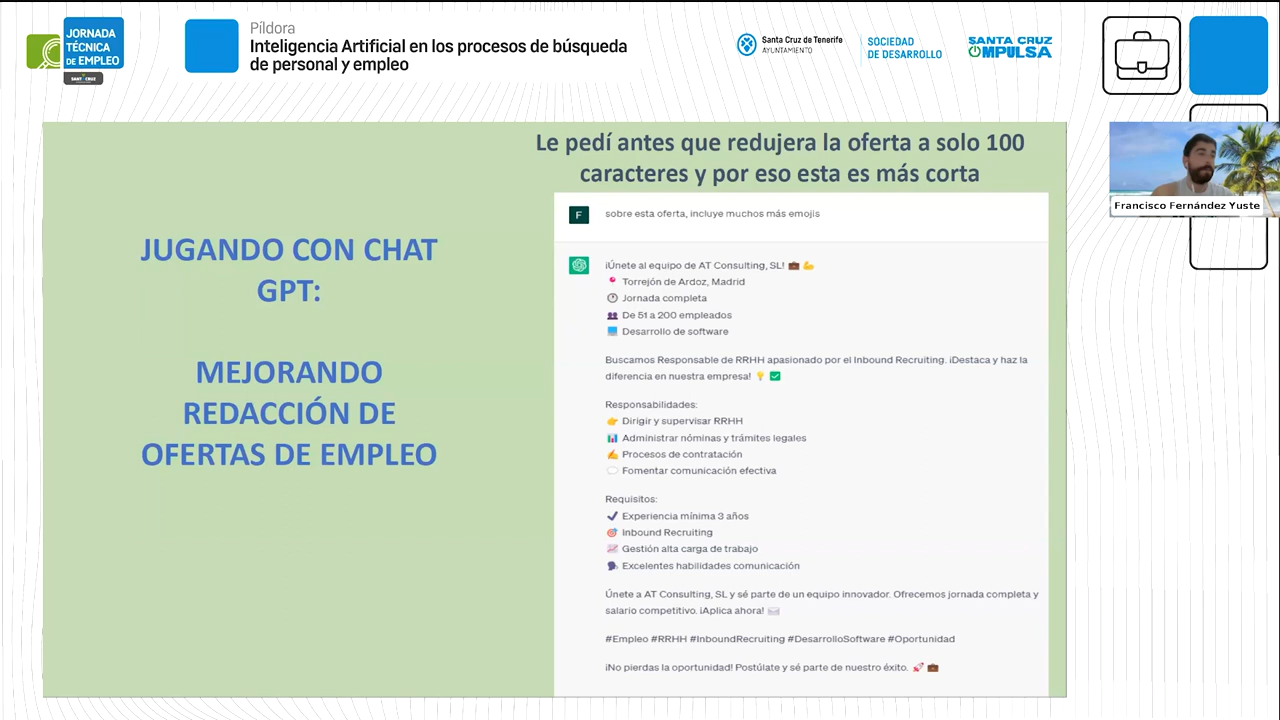 JORNADA
TÉCNICA
DE EMPLEO
Píldora
Inteligencia Artificial en los procesos de búsqueda
de personal y empleo
Santa Cruz de Tenerife
AYUNTAMIENTO
SOCIEDAD
DE DESARROLLO
SANTA CRUZ
IMPULSA
Le pedí antes que redujera la oferta a solo 100
caracteres y por eso esta es más corta
JUGANDO CON CHAT
GPT:
MEJORANDO
REDACCIÓN DE
OFERTAS DE EMPLEO
F
sobre esta oferta, incluye muchos más emojis
¡Únete al equipo de AT Consulting, SL! 💼 💪
📍 Torrejón de Ardoz, Madrid
🕐 Jornada completa
👥 De 51 a 200 empleados
💻 Desarrollo de software
Buscamos Responsable de RRHH apasionado por el Inbound Recruiting. ¡Destaca y haz la
diferencia en nuestra empresa! 💡 ✅
Responsabilidades:
👉 Dirigir y supervisar RRHH
📊 Administrar nóminas y trámites legales
✍️ Procesos de contratación
💬 Fomentar comunicación efectiva
Requisitos:
✔️ Experiencia mínima 3 años
🎯 Inbound Recruiting
📈 Gestión alta carga de trabajo
🗣️ Excelentes habilidades comunicación
Únete a AT Consulting, SL y sé parte de un equipo innovador. Ofrecemos jornada completa y
salario competitivo. ¡Aplica ahora! 📧
#Empleo #RRHH #InboundRecruiting #DesarrolloSoftware #Oportunidad
¡No pierdas la oportunidad! Postúlate y sé parte de nuestro éxito. 🚀 💼
Francisco Fernández Yuste